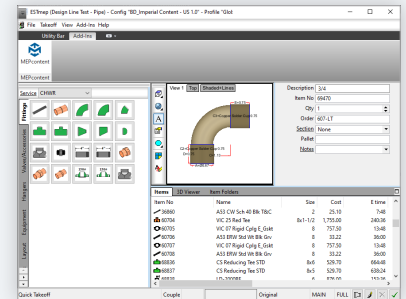 ESTmep (Design Line Test - Pipe) - Config "BD_Imperial Content - US 1.0" - Profile "Glob
File Takeoff View Add-Ins Help
Utility Bar Add-Ins
MEPcontent
MEPcontent
Service CHWR
View 1 Top Shaded+Lines
Description 3/4
Item No 69470
Qty 1
Order 607-LT
Section None
Pallet
Notes
Fittings
Valves/Accessories
Hangers
Equipment
Layout
Items 3D Viewer Item Folders
Item No Name Size Cost E time
36860 A53 CW Sch 40 Blk T&C 2 25.10 7:48
60704 VIC 25 Red Tee 8x1-1/2 1,755.00 240:36
60705 VIC 07 Rigid Cplg E_Gskt 8 757.50 13:48
60706 A53 ERW Std Wt Blk Grv 8 33.22 36:00
60707 VIC 07 Rigid Cplg E_Gskt 8 757.50 13:48
60708 A53 ERW Std Wt Blk Grv 8 33.22 36:00
68836 CS Reducing Tee STD 8x6 529.70 664:48
68837 CS Reducing Tee STD 8x5 529.70 638:24
Quick Takeoff Couple Original MAIN FULL